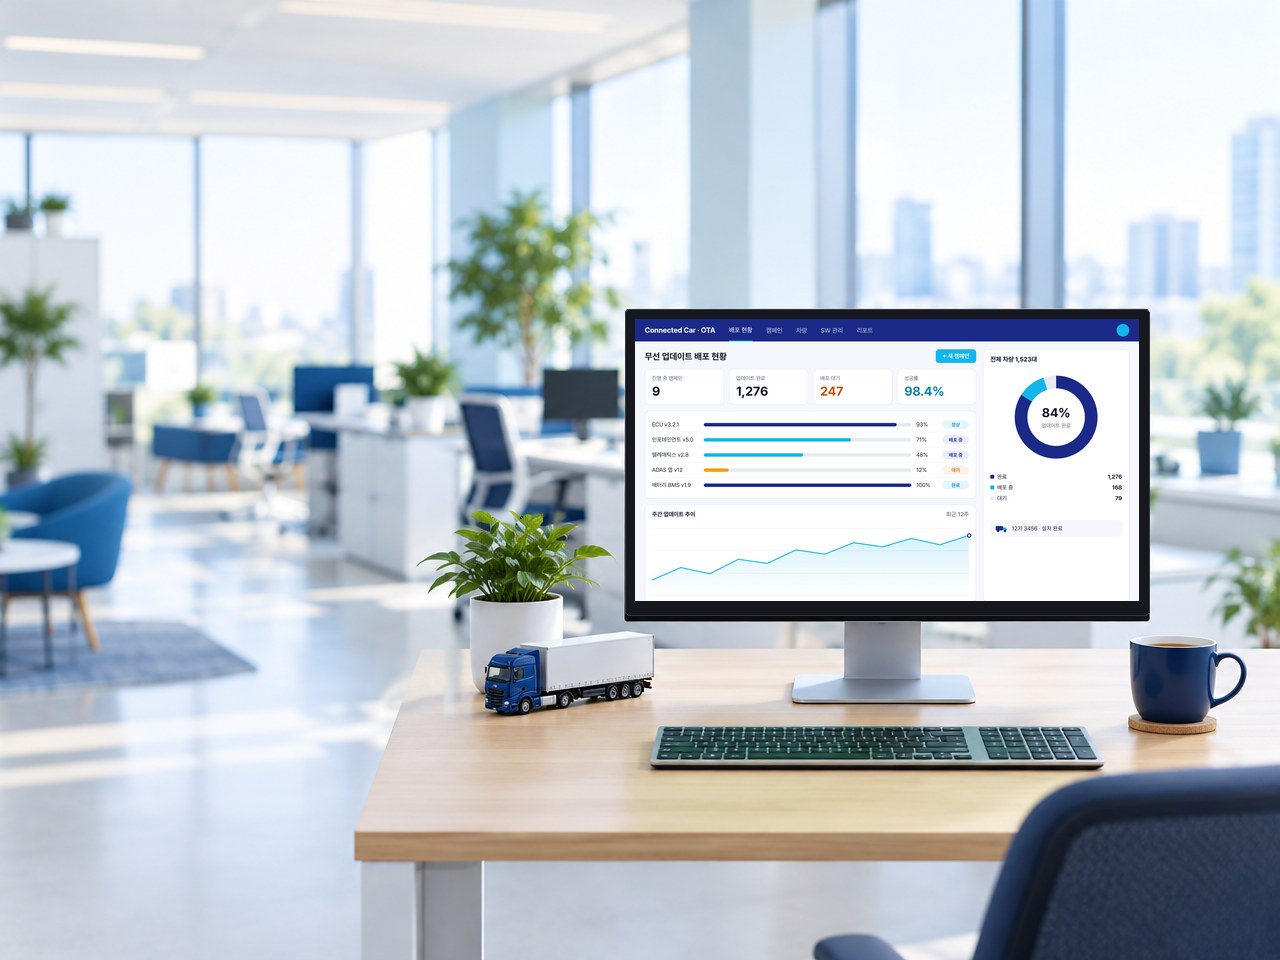 Connected Car · OTA 배포 현황 캠페인 차량 SW 관리 리포트
무선 업데이트 배포 현황
+ 새 캠페인
진행 중 캠페인
9
업데이트 완료
1,276
배포 대기
247
성공률
98.4%
ECU v3.2.1 93% 정상
인포테인먼트 v5.0 71% 배포 중
텔레매틱스 v2.8 48% 배포 중
ADAS 맵 v12 12% 대기
배터리 BMS v1.9 100% 완료
주간 업데이트 추이 최근 12주
전체 차량 1,523대
84%
업데이트 완료
완료 1,276
배포 중 168
대기 79
12가 3456 · 설치 완료